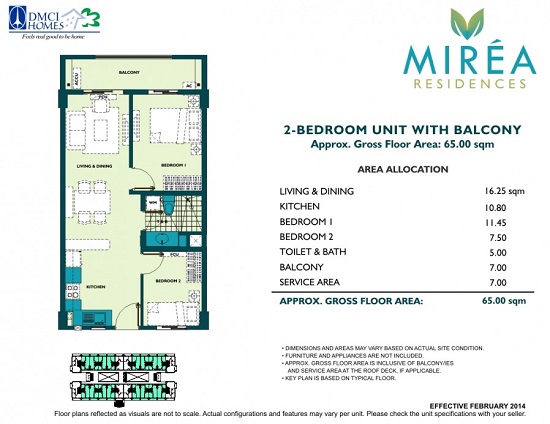 DMCI
HOMES
Feels real good to be home
MIRÉA
RESIDENCES
BALCONY
ACCU
AC
FCU
LIVING & DINING
BEDROOM 1
WM
FCU
BEDROOM 2
KITCHEN
2-BEDROOM UNIT WITH BALCONY
Approx. Gross Floor Area: 65.00 sqm
AREA ALLOCATION
LIVING & DINING 16.25 sqm
KITCHEN 10.80
BEDROOM 1 11.45
BEDROOM 2 7.50
TOILET & BATH 5.00
BALCONY 7.00
SERVICE AREA 7.00
APPROX. GROSS FLOOR AREA: 65.00 sqm
• DIMENSIONS AND AREAS MAY VARY BASED ON ACTUAL SITE CONDITION.
• FURNITURE AND APPLIANCES ARE NOT INCLUDED.
• APPROX. GROSS FLOOR AREA IS INCLUSIVE OF BALCONY/IES
AND SERVICE AREA AT THE ROOF DECK, IF APPLICABLE.
• KEY PLAN IS BASED ON TYPICAL FLOOR.
EFFECTIVE FEBRUARY 2014
Floor plans reflected as visuals are not to scale. Actual configurations and features may vary per unit. Please check the unit specifications with your seller.